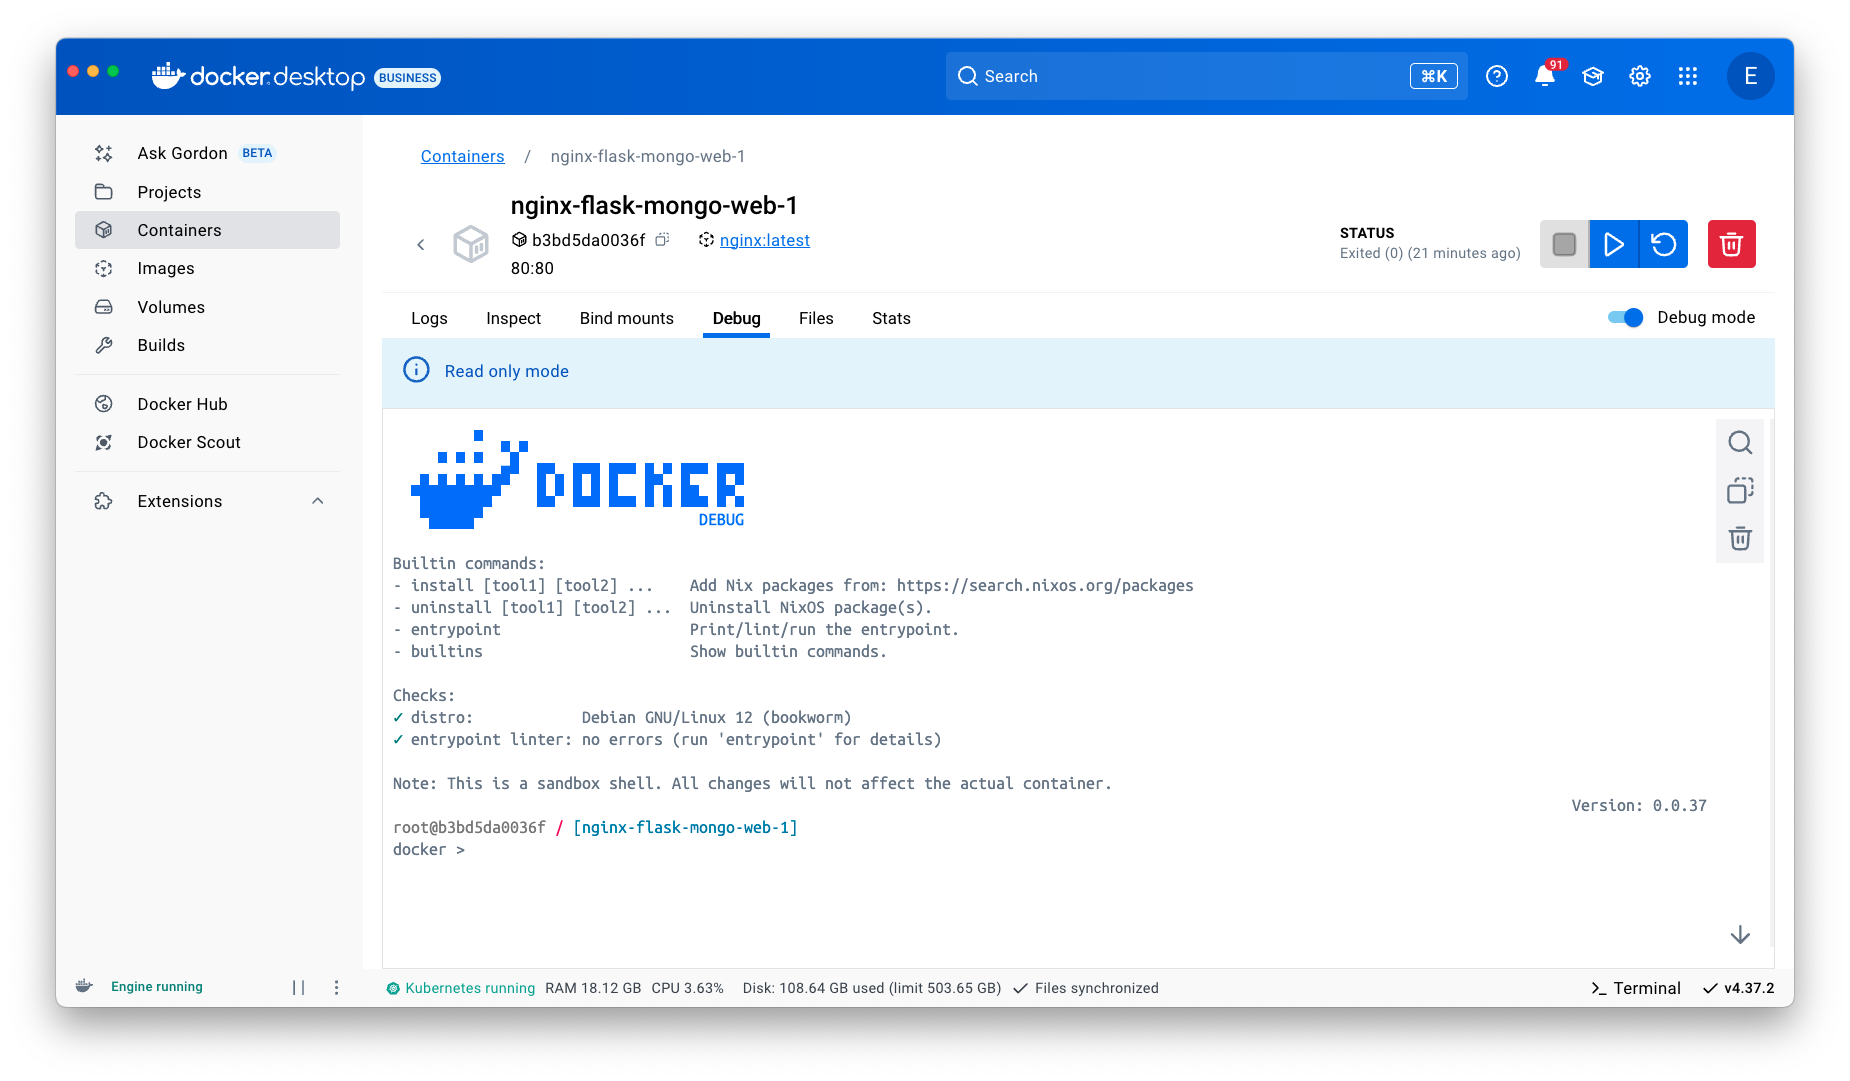 docker desktop BUSINESS
Search
⌘K
91
E
Ask Gordon BETA
Projects
Containers
Images
Volumes
Builds
Docker Hub
Docker Scout
Extensions
Containers / nginx-flask-mongo-web-1
nginx-flask-mongo-web-1
b3bd5da0036f nginx:latest
80:80
STATUS
Exited (0) (21 minutes ago)
Logs Inspect Bind mounts Debug Files Stats
Debug mode
Read only mode
DOCKER
DEBUG
Builtin commands:
- install [tool1] [tool2] ... Add Nix packages from: https://search.nixos.org/packages
- uninstall [tool1] [tool2] ... Uninstall NixOS package(s).
- entrypoint Print/lint/run the entrypoint.
- builtins Show builtin commands.
Checks:
✓ distro: Debian GNU/Linux 12 (bookworm)
✓ entrypoint linter: no errors (run 'entrypoint' for details)
Note: This is a sandbox shell. All changes will not affect the actual container.
Version: 0.0.37
root@b3bd5da0036f / [nginx-flask-mongo-web-1]
docker >
Engine running
Kubernetes running RAM 18.12 GB CPU 3.63% Disk: 108.64 GB used (limit 503.65 GB) ✓ Files synchronized
>_ Terminal ✓ v4.37.2